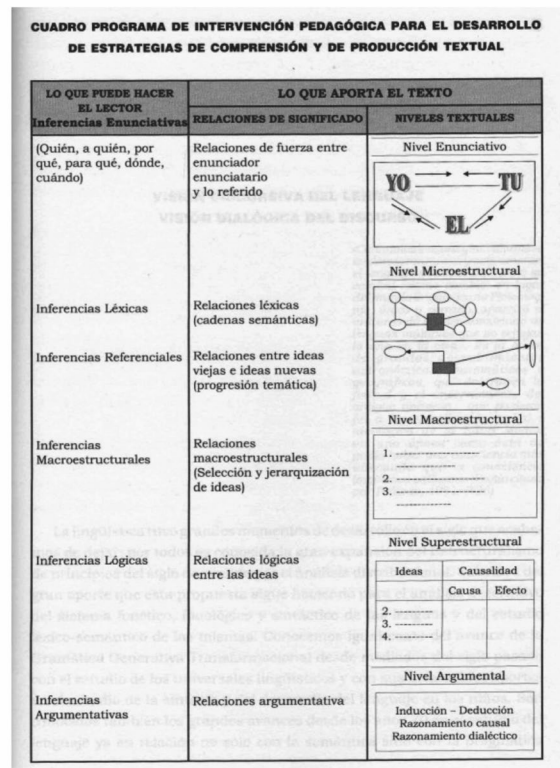 CUADRO PROGRAMA DE INTERVENCIÓN PEDAGÓGICA PARA EL DESARROLLO
DE ESTRATEGIAS DE COMPRENSIÓN Y DE PRODUCCIÓN TEXTUAL
LO QUE PUEDE HACER
EL LECTOR
Inferencias Enunciativas
LO QUE APORTA EL TEXTO
RELACIONES DE SIGNIFICADO
NIVELES TEXTUALES
(Quién, a quién, por
qué, para qué, dónde,
cuándo)
Relaciones de fuerza entre
enunciador
enunciatario
y lo referido
Nivel Enunciativo
YO
TU
EL
Nivel Microestructural
Inferencias Léxicas
Relaciones léxicas
(cadenas semánticas)
Inferencias Referenciales
Relaciones entre ideas
viejas e ideas nuevas
(progresión temática)
Nivel Macroestructural
Inferencias
Macroestructurales
Relaciones
macroestructurales
(Selección y jerarquización
de ideas)
1. ---------------
---------------
2. ---------------
3. ---------------
---------------
Nivel Superestructural
Inferencias Lógicas
Relaciones lógicas
entre las ideas
Ideas
Causalidad
Causa
Efecto
2. ---------------
3. ---------------
4. ---------------
Nivel Argumental
Inferencias
Argumentativas
Relaciones argumentativa
Inducción – Deducción
Razonamiento causal
Razonamiento dialéctico